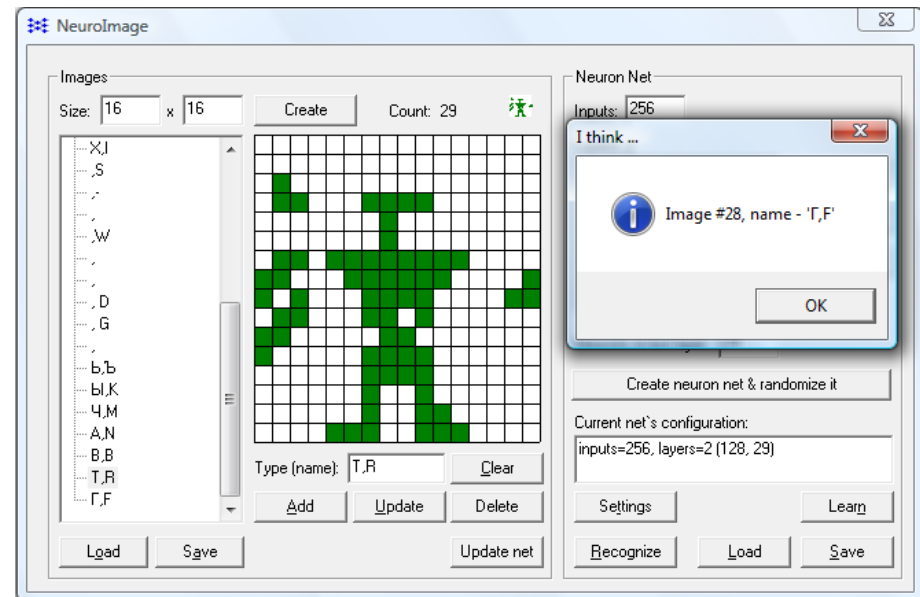 NeuroImage
Images
Size: 16 x 16 Create Count: 29
Х,І
,S
,-
,
,W
,
,
, D
, G
,
Ь,Ъ
Ы,К
Ч,М
А,N
В,В
Т,R
Г,F
Type (name): T,R Clear
Add Update Delete
Load Save Update net
Neuron Net
Inputs: 256
I think ...
Image #28, name - 'Г,F'
OK
Create neuron net & randomize it
Current net`s configuration:
inputs=256, layers=2 (128, 29)
Settings Learn
Recognize Load Save